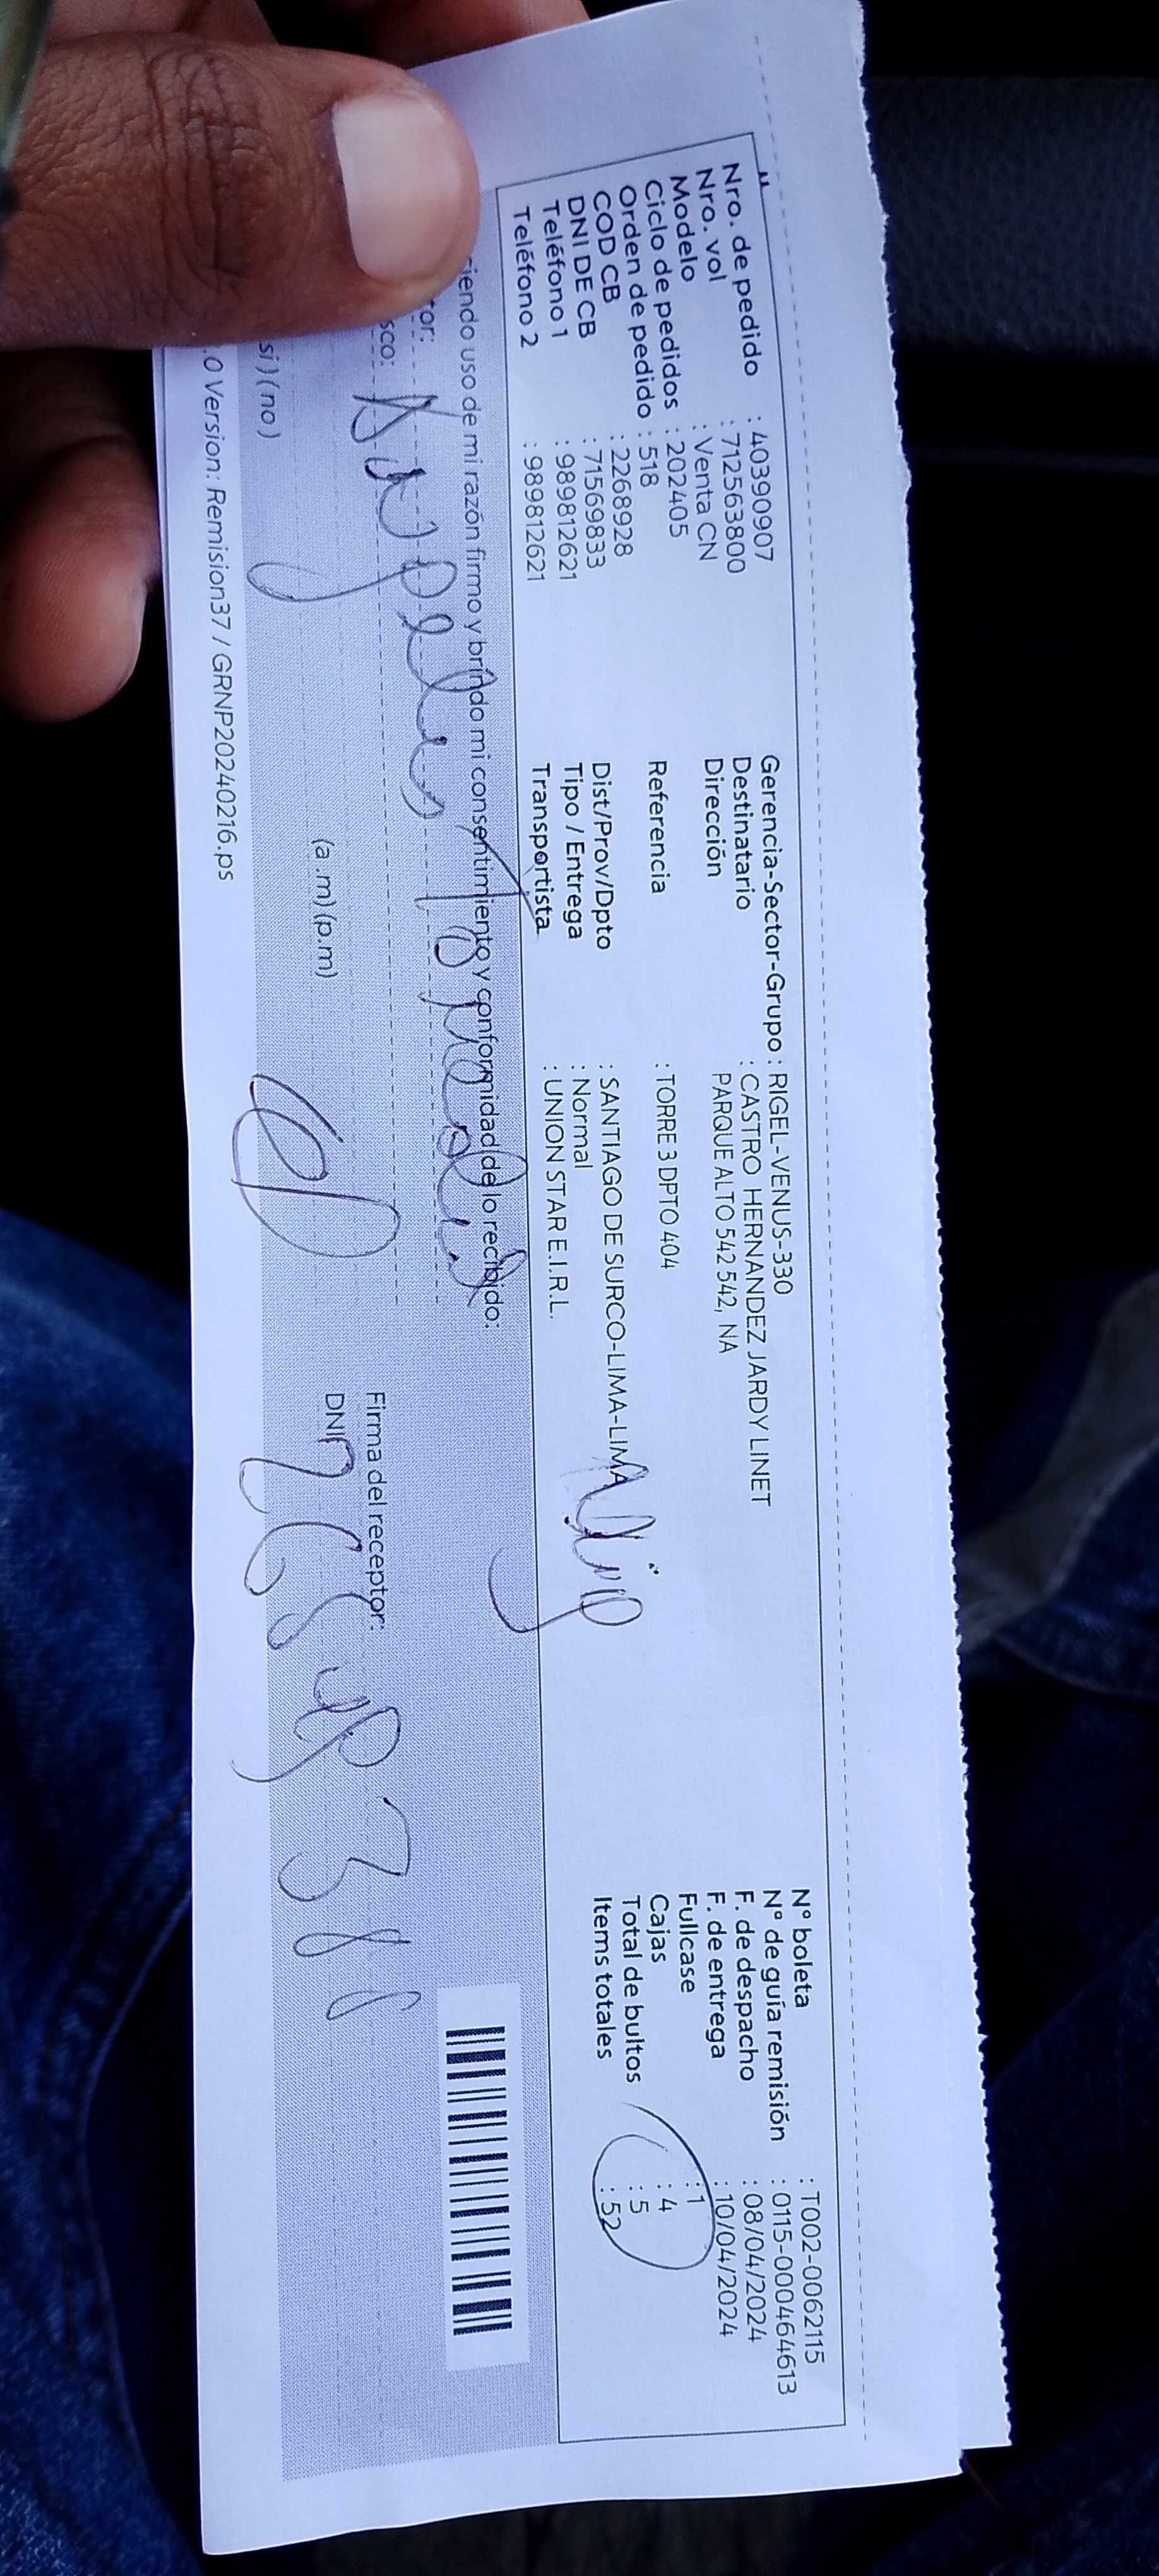 Nro. de pedido : 40390907
Nro. vol : 712563800
Modelo : Venta CN
Ciclo de pedidos : 202405
Orden de pedido : 518
COD CB : 2268928
DNI DE CB : 71569833
Teléfono 1 : 989812621
Teléfono 2 : 989812621
Gerencia-Sector-Grupo : RIGEL-VENUS-330
Destinatario : CASTRO HERNANDEZ JARDY LINET
Dirección PARQUE ALTO 542 542, NA
Referencia : TORRE 3 DPTO 404
Dist/Prov/Dpto : SANTIAGO DE SURCO-LIMA-LIMA
Tipo / Entrega : Normal
Transportista : UNION STAR E.I.R.L.
N° boleta : T002-0062115
N° de guía remisión : 0115-000464613
F. de despacho : 08/04/2024
F. de entrega : 10/04/2024
Fullcase : 1
Cajas : 4
Total de bultos : 5
Items totales : 52
iendo uso de mi razón firmo y brindo mi consentimiento y conformidad de lo recibido:
tor:
sco:
si) (no)
(a.m) (p.m)
Firma del receptor:
DNI
.0 Version: Remision37 / GRNP20240216.ps